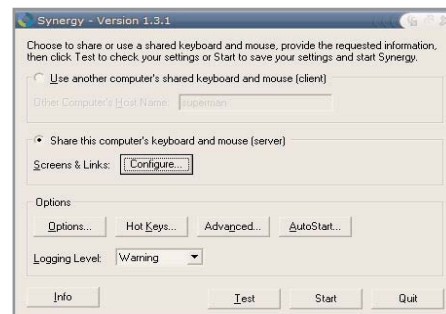 Synergy - Version 1.3.1
Choose to share or use a shared keyboard and mouse, provide the requested information,
then click Test to check your settings or Start to save your settings and start Synergy.
Use another computer's shared keyboard and mouse (client)
Other Computer's Host Name: superman
Share this computer's keyboard and mouse (server)
Screens & Links: Configure...
Options
Options... Hot Keys... Advanced... AutoStart...
Logging Level: Warning
Info Test Start Quit